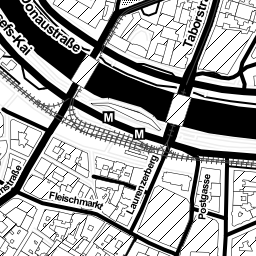 Donaustraße
Taborstr
efs-Kai
M
M
Laurenzerberg
Postgasse
Fleischmarkt
rstraße